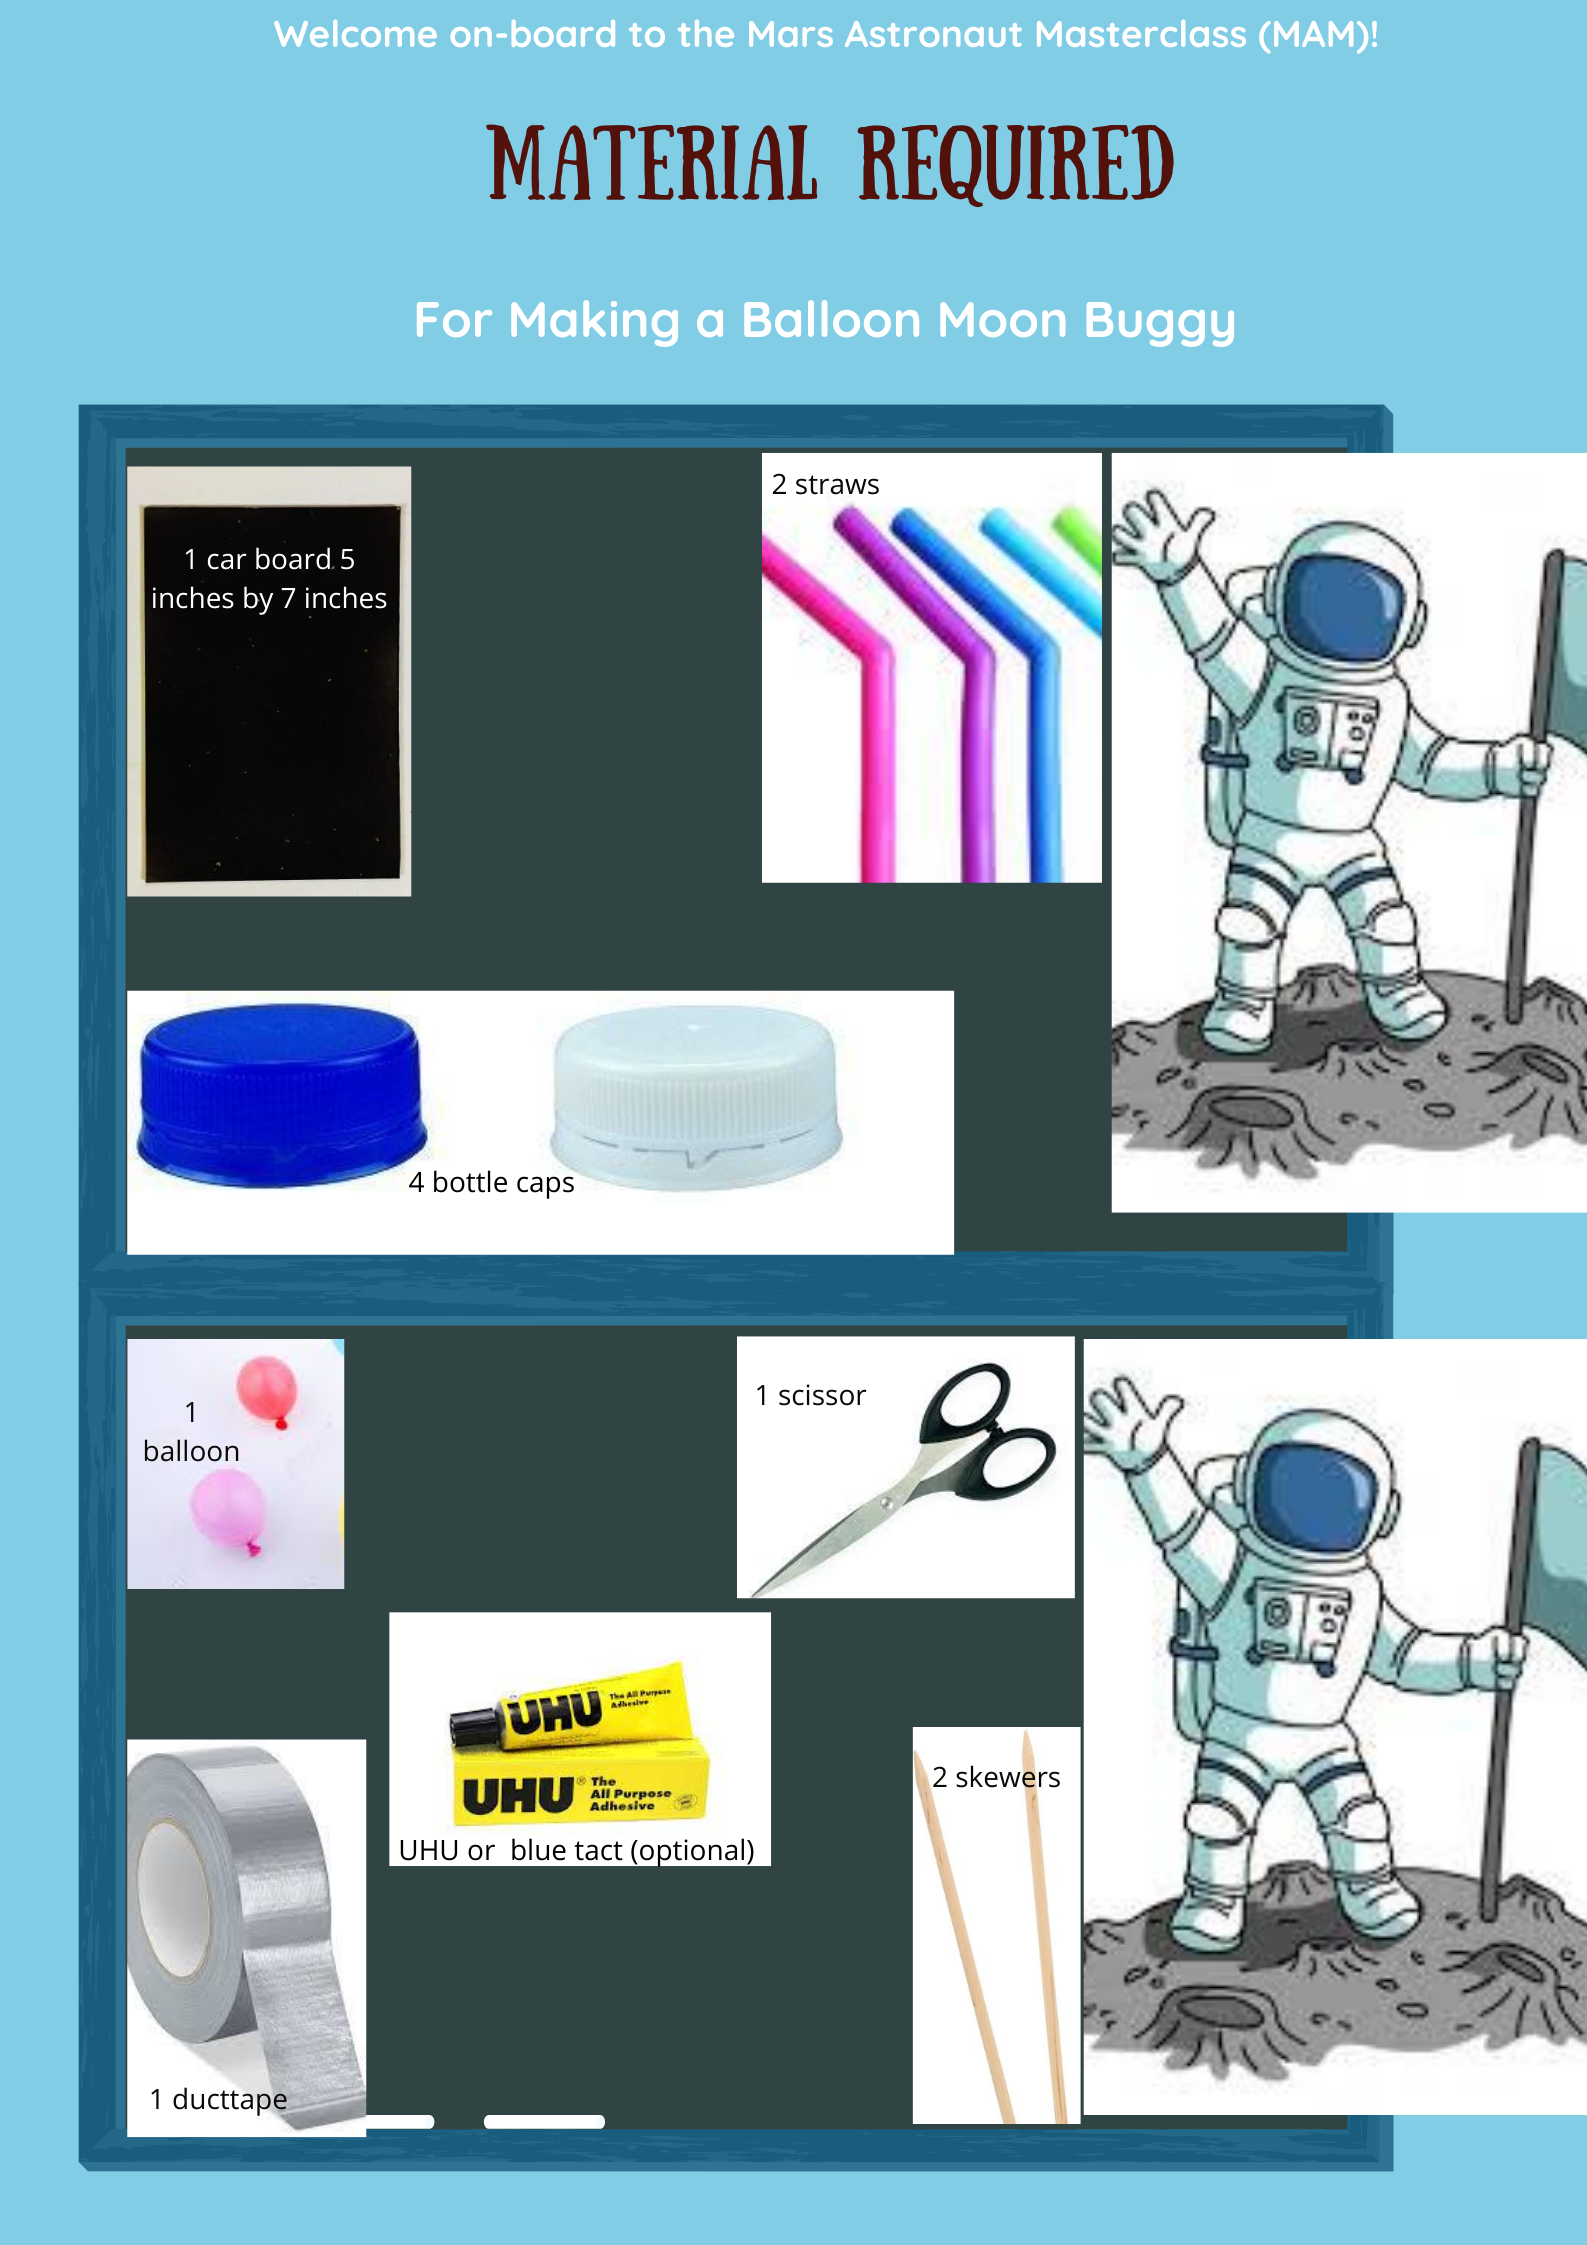 Welcome on-board to the Mars Astronaut Masterclass (MAM)!
MATERIAL REQUIRED
For Making a Balloon Moon Buggy
1 car board 5
inches by 7 inches
2 straws
4 bottle caps
1
balloon
1 scissor
UHU The All Purpose
Adhesive
UHU® The
All Purpose
Adhesive
UHU or  blue tact (optional)
2 skewers
1 ducttape